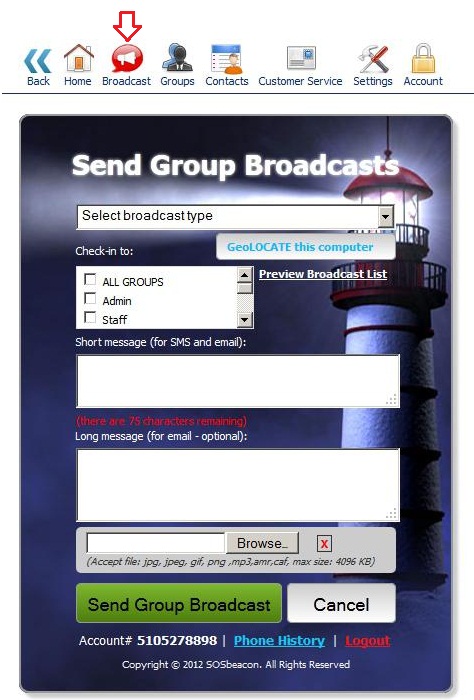 Back Home Broadcast Groups Contacts Customer Service Settings Account
Send Group Broadcasts
Select broadcast type
GeoLOCATE this computer
Check-in to:
ALL GROUPS
Preview Broadcast List
Admin
Staff
Short message (for SMS and email):
(there are 75 characters remaining)
Long message (for email - optional):
Browse... X
(Accept file: jpg, jpeg, gif, png ,mp3,amr,caf, max size: 4096 KB)
Send Group Broadcast Cancel
Account# 5105278898 | Phone History | Logout
Copyright © 2012 SOSbeacon. All Rights Reserved